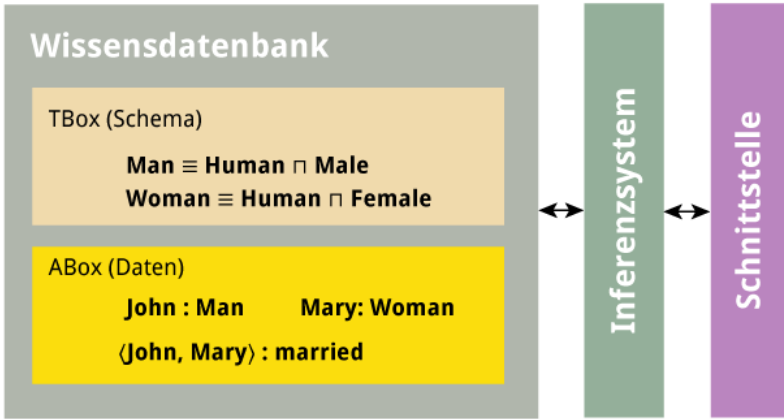 Wissensdatenbank
TBox (Schema)
Man ≡ Human ⊓ Male
Woman ≡ Human ⊓ Female
ABox (Daten)
John : Man Mary: Woman
⟨John, Mary⟩ : married
Inferenzsystem
Schnittstelle